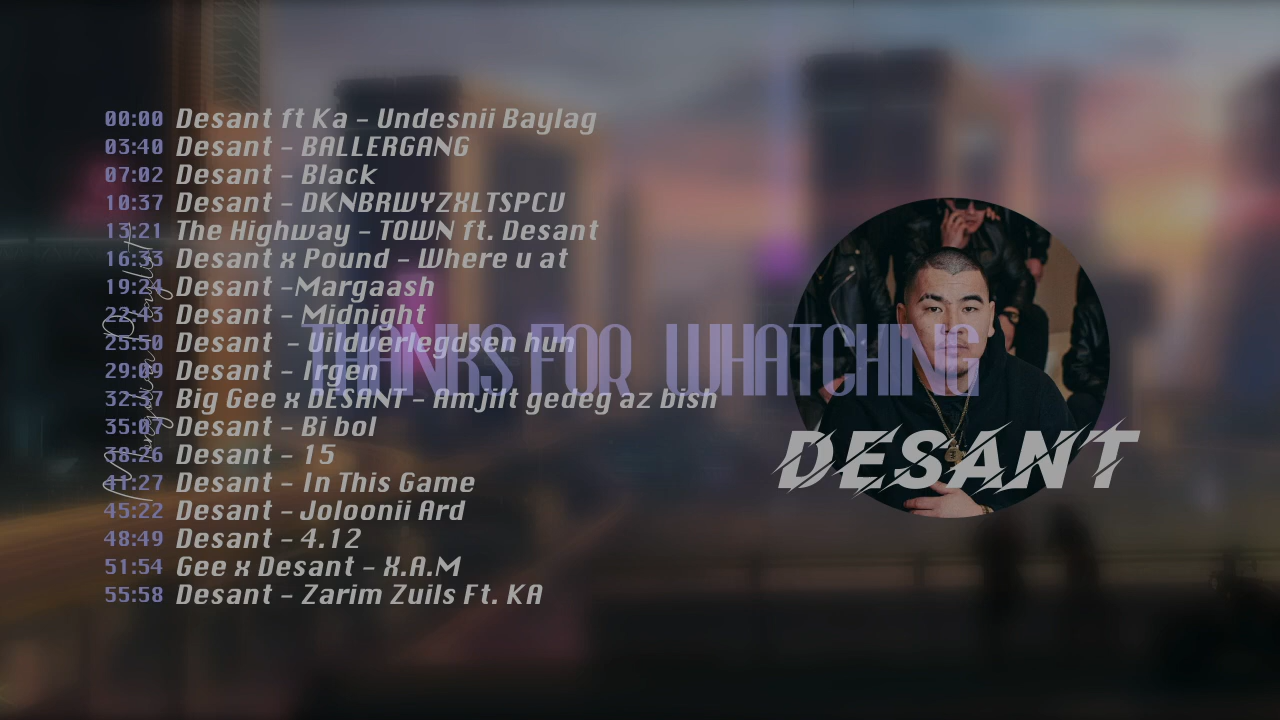 00:00 Desant ft Ka - Undesnii Baylag
03:40 Desant - BALLERGANG
07:02 Desant - Black
10:37 Desant - DKNBRWYZXLTSPCV
13:21 The Highway - TOWN ft. Desant
16:33 Desant x Pound - Where u at
19:24 Desant -Margaash
22:43 Desant - Midnight
25:50 Desant - Uildverlegdsen hun
29:09 Desant - Irgen
32:37 Big Gee x DESANT - Amjilt gedeg az bish
35:07 Desant - Bi bol
38:26 Desant - 15
41:27 Desant - In This Game
45:22 Desant - Joloonii Ard
48:49 Desant - 4.12
51:54 Gee x Desant - X.A.M
55:58 Desant - Zarim Zuils Ft. KA
THANKS FOR WHATCHING
DESANT